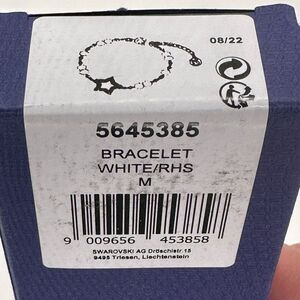 08/22
5645385
BRACELET
WHITE/RHS
M
9 009656 453858
SWAROVSKI AG Dröschistr.15
9495 Triesen, Liechtenstein